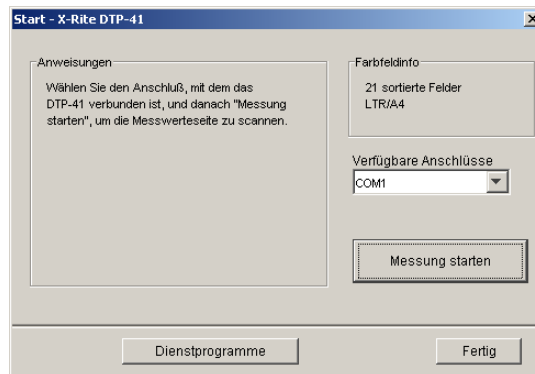 Start - X-Rite DTP-41
Anweisungen
Wählen Sie den Anschluß, mit dem das
DTP-41 verbunden ist, und danach "Messung
starten", um die Messwerteseite zu scannen.
Farbfeldinfo
21 sortierte Felder
LTR/A4
Verfügbare Anschlüsse
COM1
Messung starten
Dienstprogramme
Fertig